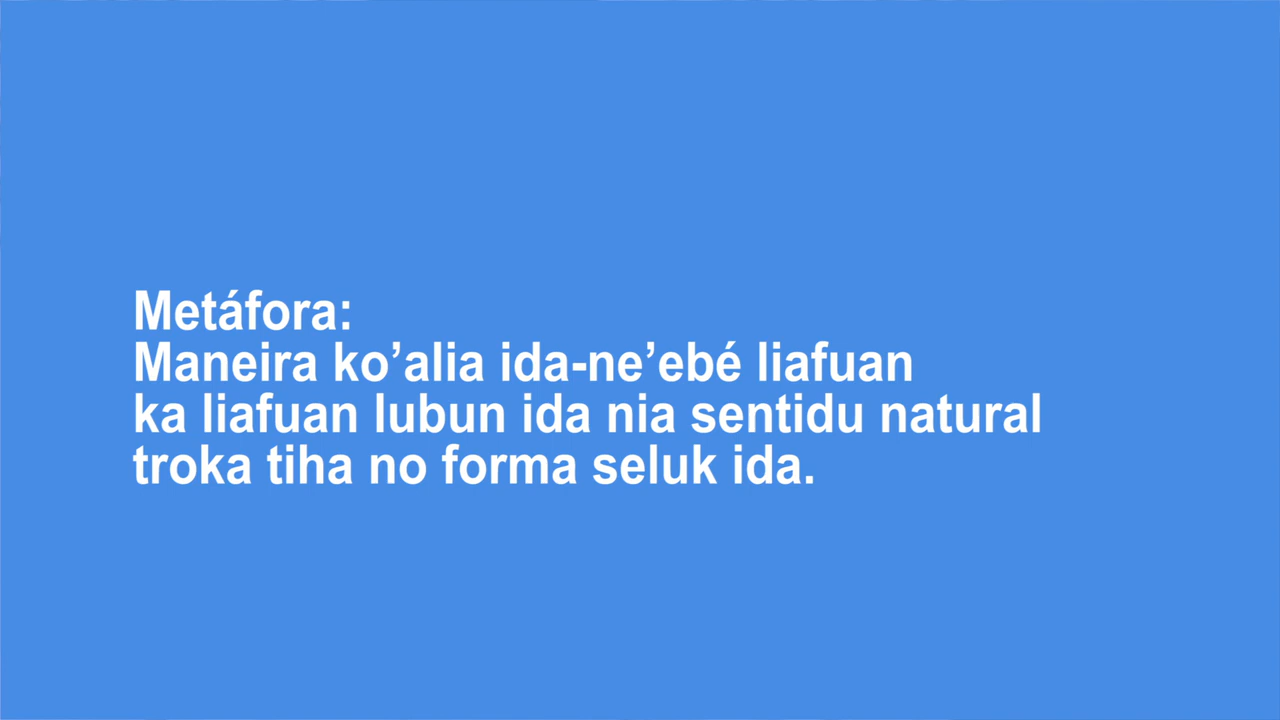 Metáfora:
Maneira ko’alia ida-ne’ebé liafuan
ka liafuan lubun ida nia sentidu natural
troka tiha no forma seluk ida.